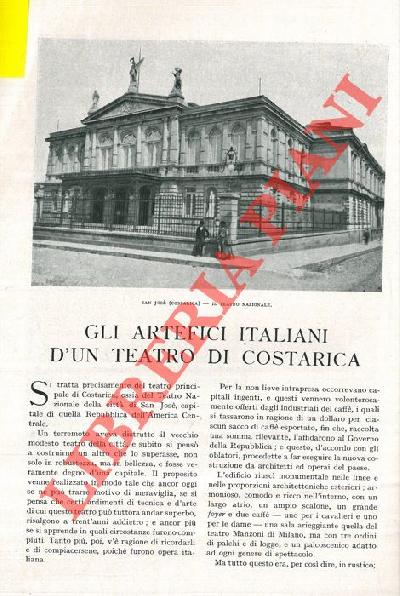 SAN JOSÉ (COSTARICA) — IL TEATRO NAZIONALE.
GLI ARTEFICI ITALIANI
D'UN TEATRO DI COSTARICA
Si tratta precisamente del teatro princi-
pale di Costarica, ossia del Teatro Na-
zionale della città di San José, capi-
tale di quella Repubblica dell'America Cen-
trale.
Un terremoto aveva distrutto il vecchio
modesto teatro della città, e subito si pensò
a costruirne un altro che lo superasse, non
solo in ma in bellezza, e fosse ve-
ramente degno d'una capitale. Il proposito
venne realizzato in modo tale che ancor oggi
se ne trarre motivo di meraviglia, se si
pensa che certi ardimenti di tecnica e d'arte
di cui questo teatro può tuttora andar superbo,
risalgono a trent'anni addietro; e ancor più
se si apprende in quali circostanze furono com-
piuti. Tanto più, poi, v'è ragione di ricordarli
e di compiacersene, poiché furono opera ita-
liana.
Per la non lieve intrapresa occorrevano ca-
pitali ingenti, e questi vennero volonterosa-
mente offerti dagli industriali del caffè, i quali
si tassarono in ragione di un dollaro per cia-
scun sacco di caffè esportato, fin che, raccolta
una somma rilevante, l'affidarono al Governo
della Repubblica; e questo, d'accordo con gli
oblatori, procedette a far eseguire la nuova co-
struzione da architetti ed operai del paese.
L'edificio riuscì monumentale nelle linee e
nelle proporzioni architettoniche esteriori; ar-
monioso, comodo e ricco nell'interno, con un
largo atrio, un ampio scalone, un grande
foyer e due caffè — uno per i cavalieri e uno
per le dame — una sala arieggiante quella del
teatro Manzoni di Milano, ma con tre ordini
di palchi e di logge, e un palcoscenico adatto
ad ogni genere di spettacolo.
Ma tutto questo era, per così dire, in rustico;
LIBRERIA PIANI